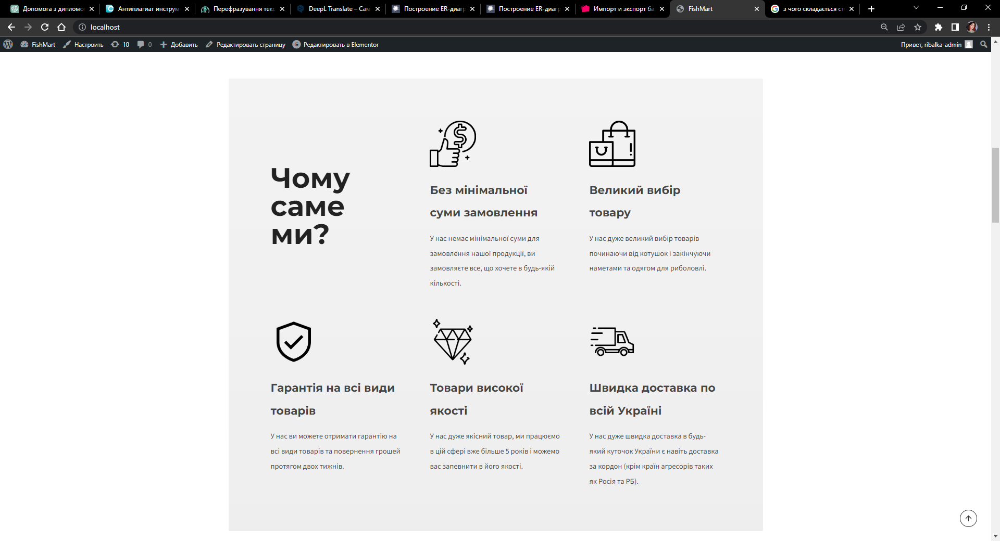 Допомога з дипломо
Антиплагиат инструм
Перефразування текс
DeepL Translate – Сам
Построение ER-диагр
Построение ER-диагр
Импорт и экспорт ба
FishMart
з чого складається ст
localhost
FishMart
Настроить
10
0
Добавить
Редактировать страницу
Редактировать в Elementor
Привет, ribalka-admin
Чому
саме
ми?
Без мінімальної
суми замовлення
У нас немає мінімальної суми для
замовлення нашої продукції, ви
замовляєте все, що хочете в будь-якій
кількості.
Великий вибір
товару
У нас дуже великий вибір товарів
починаючи від котушок і закінчуючи
наметами та одягом для риболовлі.
Гарантія на всі види
товарів
У нас ви можете отримати гарантію на
всі види товарів та повернення грошей
протягом двох тижнів.
Товари високої
якості
У нас дуже якісний товар, ми працюємо
в цій сфері вже більше 5 років і можемо
вас запевнити в його якості.
Швидка доставка по
всій Україні
У нас дуже швидка доставка в будь-
який куточок України є навіть доставка
за кордон (крім країн агресорів таких
як Росія та РБ).